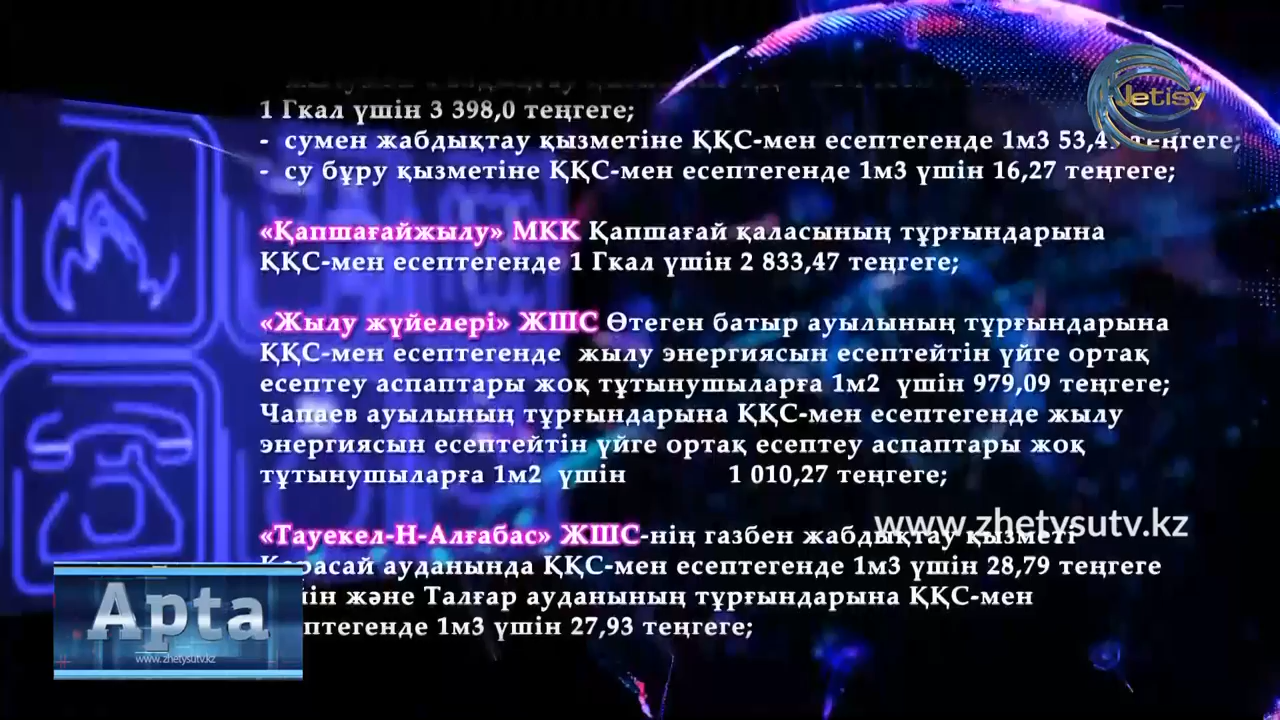 1 Гкал үшін 3 398,0 теңгеге;
- сумен жабдықтау қызметіне ҚҚС-мен есептегенде 1м3 теңгеге;
- су бұру қызметіне ҚҚС-мен есептегенде 1м3 үшін 16,27 теңгеге;
«Қапшағайжылу» МКК Қапшағай қаласының тұрғындарына
ҚҚС-мен есептегенде 1 Гкал үшін 2 833,47 теңгеге;
«Жылу жүйелері» ЖШС Өтеген батыр ауылының тұрғындарына
ҚҚС-мен есептегенде жылу энергиясын есептейтін үйге ортақ
есептеу аспаптары жоқ тұтынушыларға 1м2 үшін 979,09 теңгеге;
Чапаев ауылының тұрғындарына ҚҚС-мен есептегенде жылу
энергиясын есептейтін үйге ортақ есептеу аспаптары жоқ
тұтынушыларға 1м2 үшін 1 010,27 теңгеге;
«Тауекел-Н-Алғабас» ЖШС-нің газбен жабдықтау қызметі
ауданында ҚҚС-мен есептегенде 1м3 үшін 28,79 теңгеге
және Талғар ауданының тұрғындарына ҚҚС-мен
1м3 үшін 27,93 теңгеге;
Jetisý
www.zhetysutv.kz
Apta
www.zhetysutv.kz